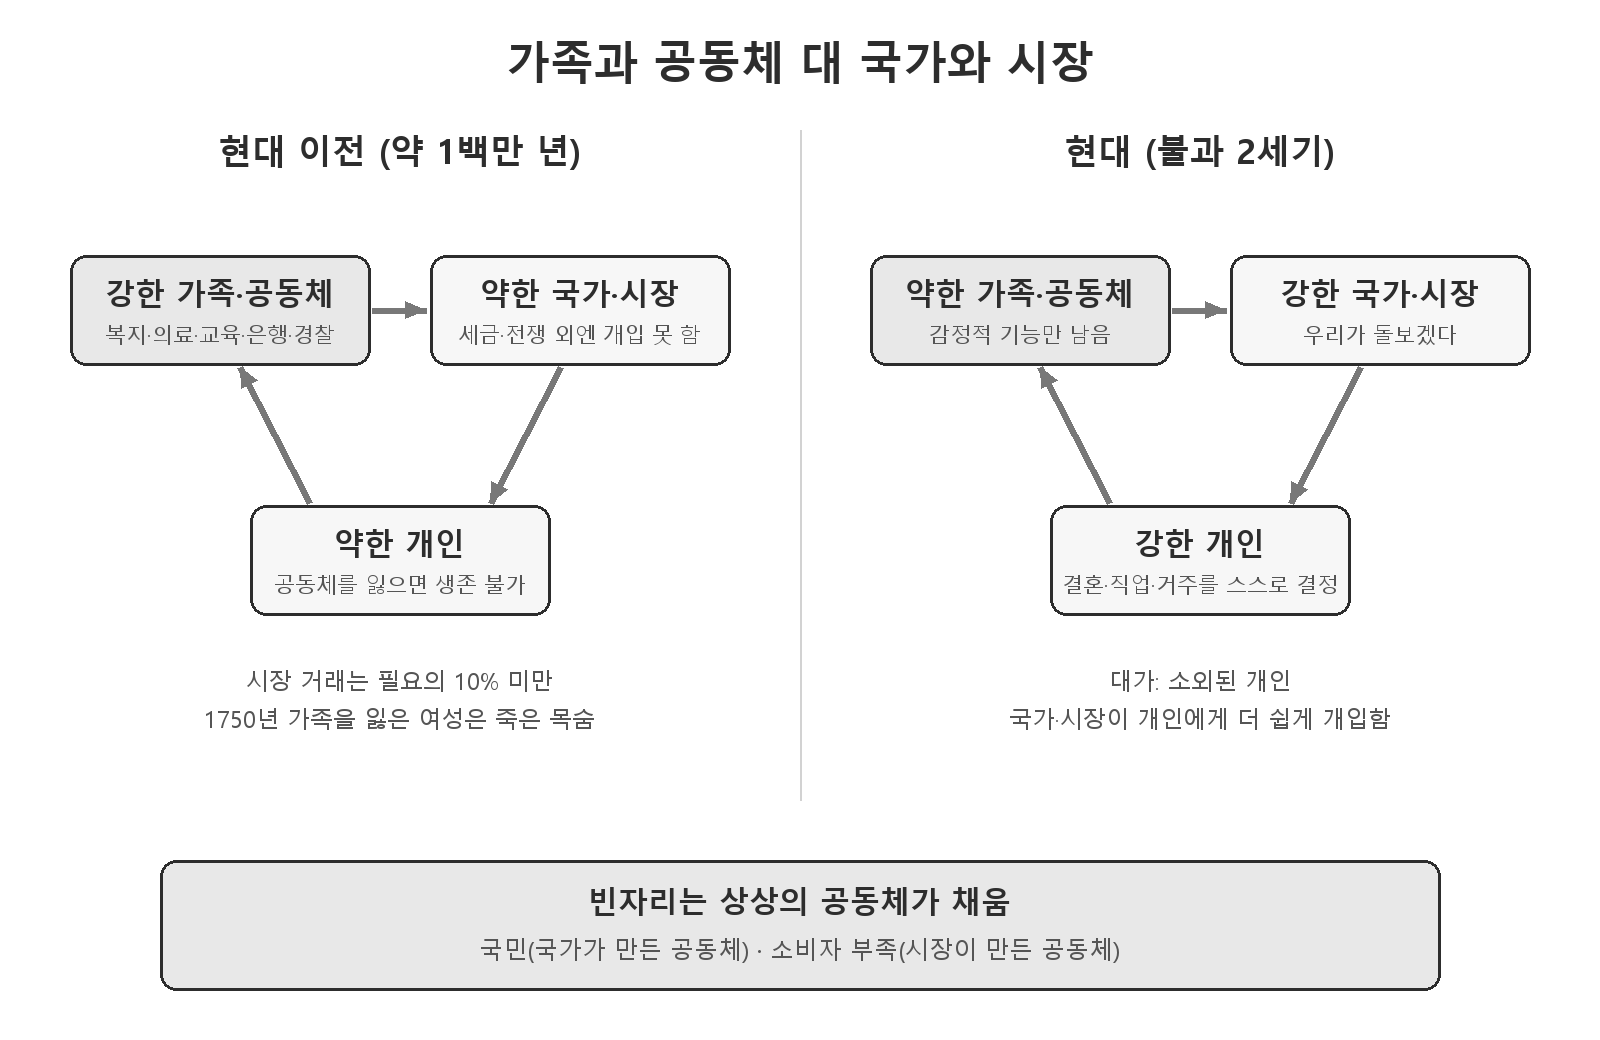 가족과 공동체 대 국가와 시장
현대 이전 (약 1백만 년)
강한 가족·공동체
복지·의료·교육·은행·경찰
약한 국가·시장
세금·전쟁 외엔 개입 못 함
약한 개인
공동체를 잃으면 생존 불가
시장 거래는 필요의 10% 미만
1750년 가족을 잃은 여성은 죽은 목숨
현대 (불과 2세기)
약한 가족·공동체
감정적 기능만 남음
강한 국가·시장
우리가 돌보겠다
강한 개인
결혼·직업·거주를 스스로 결정
대가: 소외된 개인
국가·시장이 개인에게 더 쉽게 개입함
빈자리는 상상의 공동체가 채움
국민(국가가 만든 공동체) · 소비자 부족(시장이 만든 공동체)